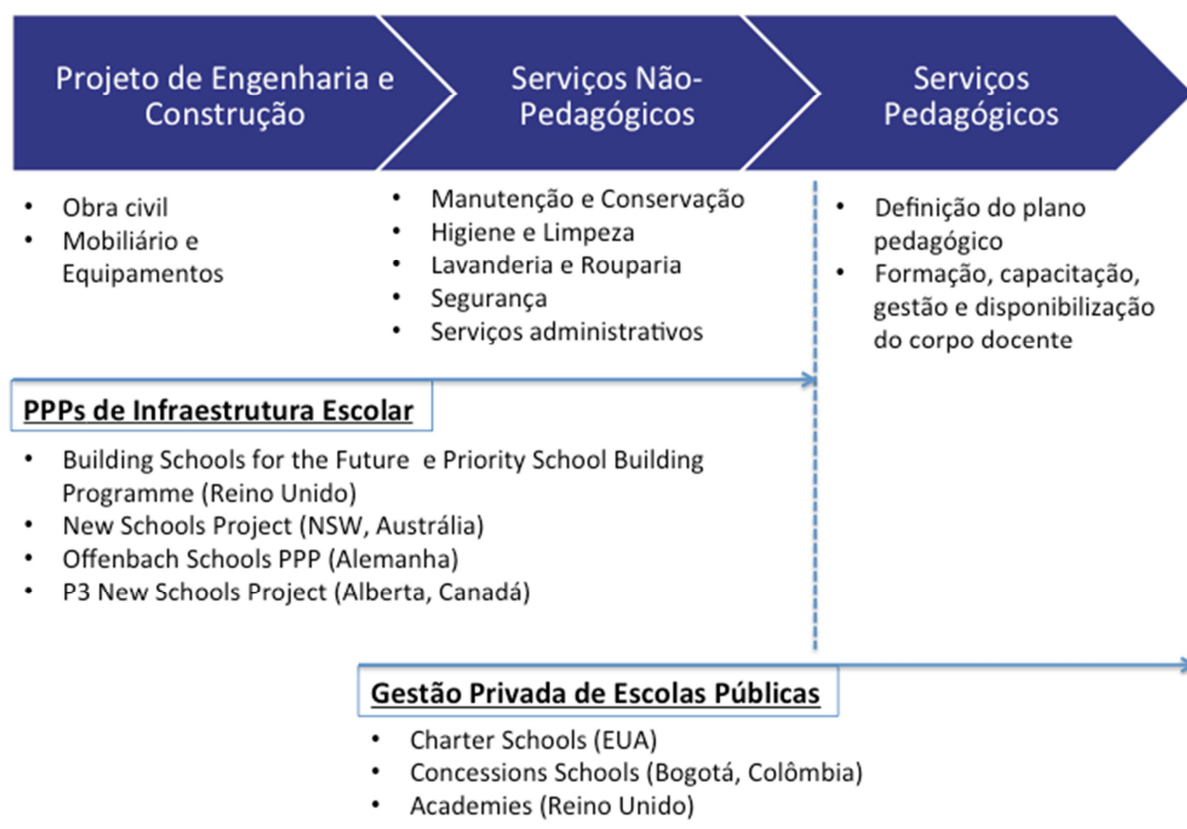 Projeto de Engenharia e
Construção
Serviços Não-
Pedagógicos
Serviços
Pedagógicos
• Obra civil
• Mobiliário e
Equipamentos
• Manutenção e Conservação
• Higiene e Limpeza
• Lavanderia e Rouparia
• Segurança
• Serviços administrativos
• Definição do plano
pedagógico
• Formação, capacitação,
gestão e disponibilização
do corpo docente
PPPs de Infraestrutura Escolar
• Building Schools for the Future e Priority School Building
Programme (Reino Unido)
• New Schools Project (NSW, Austrália)
• Offenbach Schools PPP (Alemanha)
• P3 New Schools Project (Alberta, Canadá)
Gestão Privada de Escolas Públicas
• Charter Schools (EUA)
• Concessions Schools (Bogotá, Colômbia)
• Academies (Reino Unido)